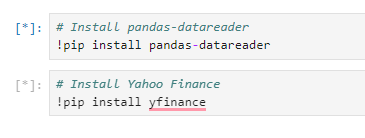 [*]: # Install pandas-datareader
!pip install pandas-datareader
[*]: # Install Yahoo Finance
!pip install yfinance